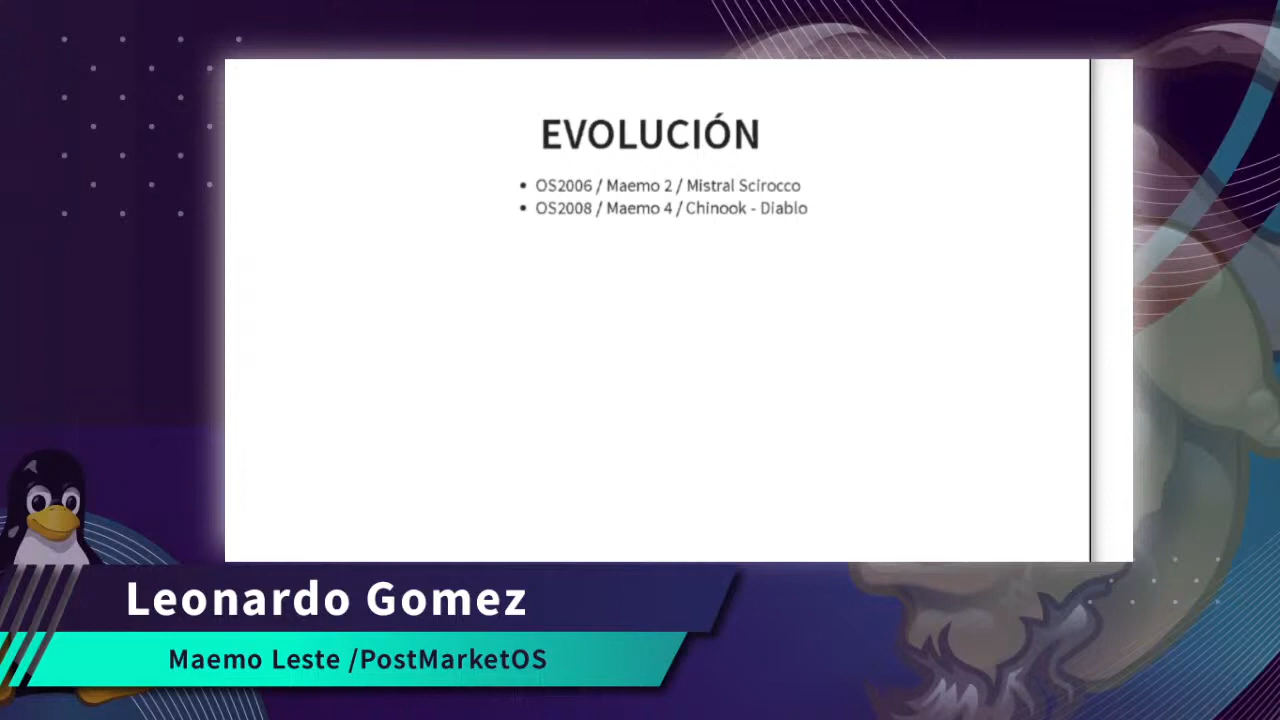 EVOLUCIÓN
• OS2006 / Maemo 2 / Mistral Scirocco
• OS2008 / Maemo 4 / Chinook - Diablo
Leonardo Gomez
Maemo Leste /PostMarketOS